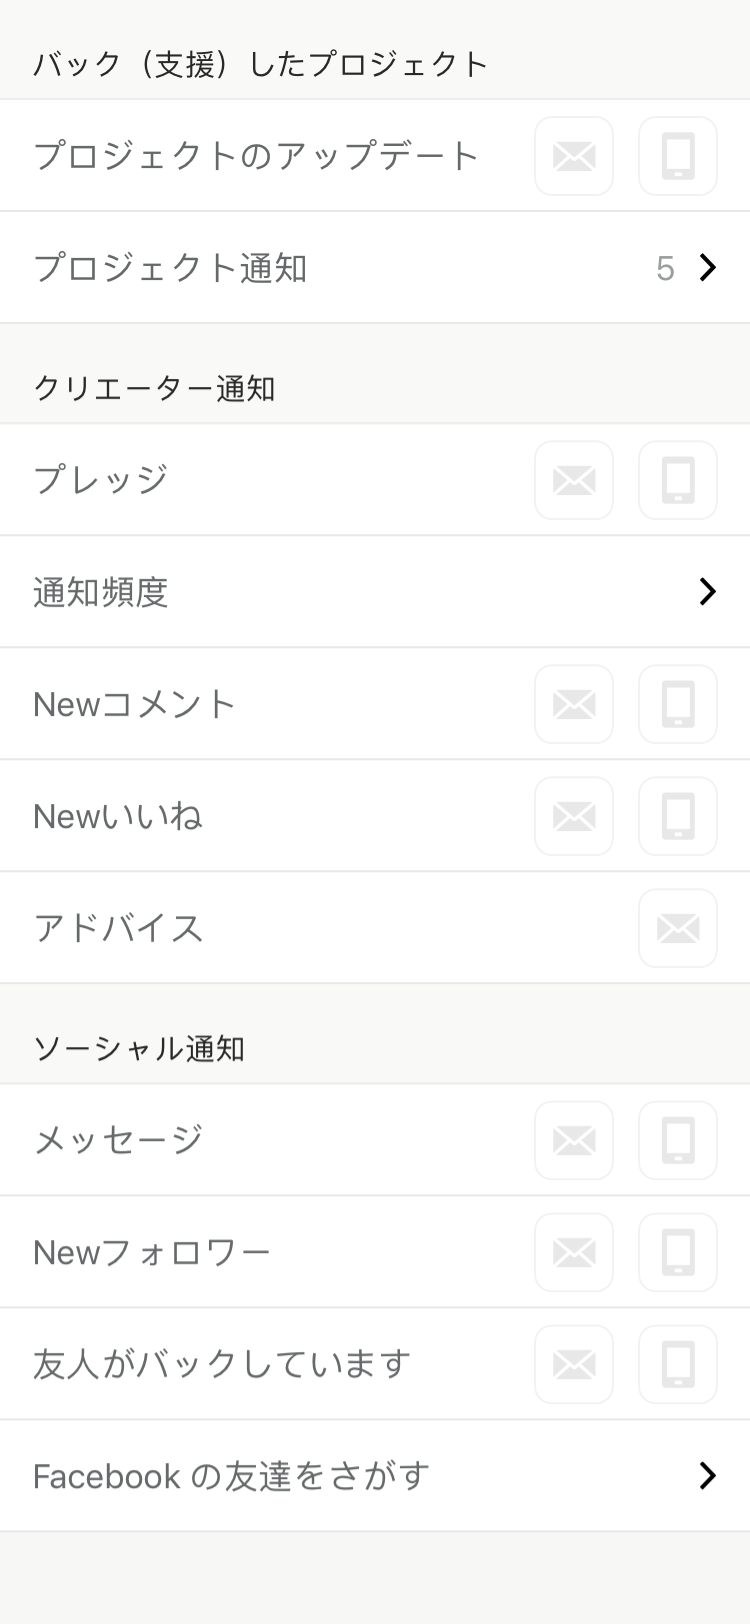 バック（支援）したプロジェクト
プロジェクトのアップデート
プロジェクト通知 5
クリエーター通知
プレッジ
通知頻度
Newコメント
Newいいね
アドバイス
ソーシャル通知
メッセージ
Newフォロワー
友人がバックしています
Facebook の友達をさがす